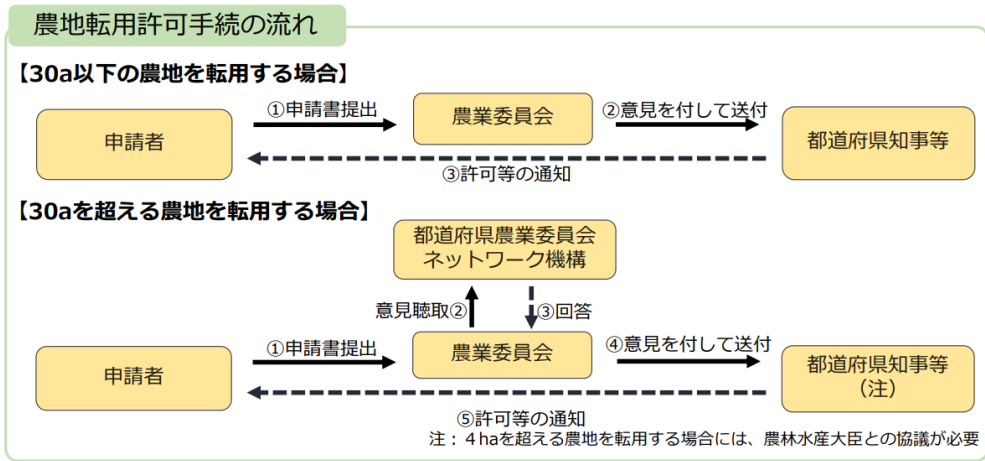 農地転用許可手続の流れ
【30a以下の農地を転用する場合】
申請者
①申請書提出
農業委員会
②意見を付して送付
都道府県知事等
③許可等の通知
【30aを超える農地を転用する場合】
都道府県農業委員会
ネットワーク機構
意見聴取②
③回答
申請者
①申請書提出
農業委員会
④意見を付して送付
都道府県知事等
（注）
⑤許可等の通知
注：４haを超える農地を転用する場合には、農林水産大臣との協議が必要